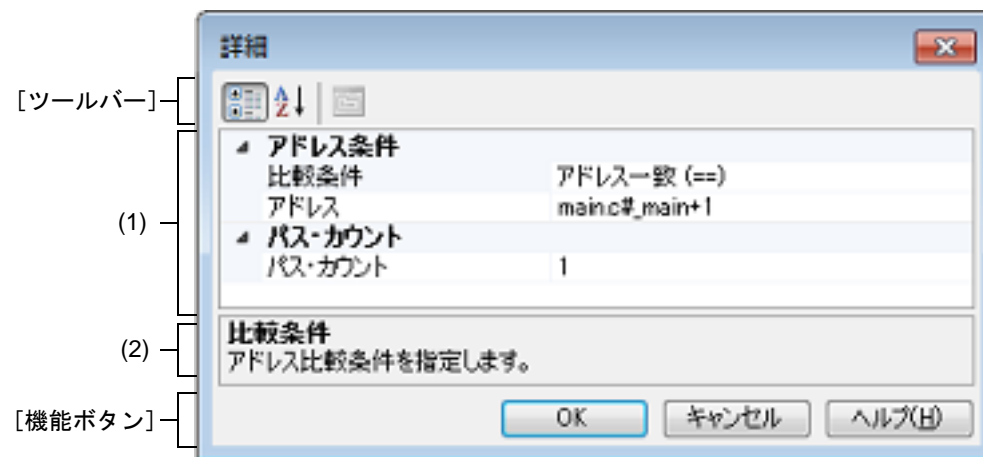 詳細
[ツールバー]
アドレス条件
比較条件 アドレス一致 (==)
アドレス main.c#_main+1
(1)
パス・カウント
パス・カウント 1
比較条件
(2)
アドレス比較条件を指定します。
[機能ボタン]
OK キャンセル ヘルプ(H)